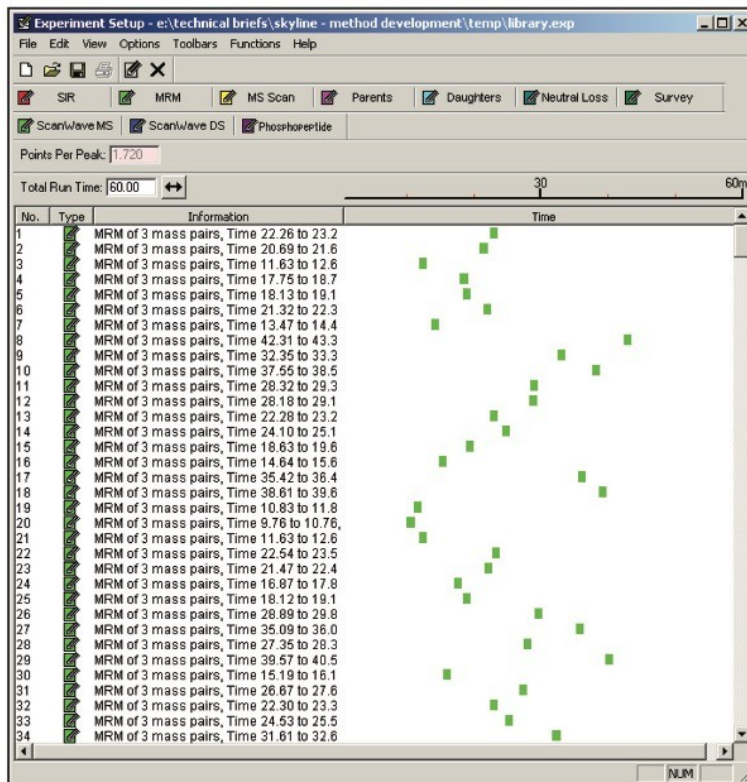 Experiment Setup - e:\technical briefs\skyline - method development\temp\library.exp
File Edit View Options Toolbars Functions Help
SIR MRM MS Scan Parents Daughters Neutral Loss Survey
ScanWave MS ScanWave DS Phosphopeptide
Points Per Peak: 1.720
Total Run Time: 60.00 30 60m
No. Type Information Time
1 MRM of 3 mass pairs, Time 22.26 to 23.2
2 MRM of 3 mass pairs, Time 20.69 to 21.6
3 MRM of 3 mass pairs, Time 11.63 to 12.6
4 MRM of 3 mass pairs, Time 17.75 to 18.7
5 MRM of 3 mass pairs, Time 18.13 to 19.1
6 MRM of 3 mass pairs, Time 21.32 to 22.3
7 MRM of 3 mass pairs, Time 13.47 to 14.4
8 MRM of 3 mass pairs, Time 42.31 to 43.3
9 MRM of 3 mass pairs, Time 32.35 to 33.3
10 MRM of 3 mass pairs, Time 37.55 to 38.5
11 MRM of 3 mass pairs, Time 28.32 to 29.3
12 MRM of 3 mass pairs, Time 28.18 to 29.1
13 MRM of 3 mass pairs, Time 22.28 to 23.2
14 MRM of 3 mass pairs, Time 24.10 to 25.1
15 MRM of 3 mass pairs, Time 18.63 to 19.6
16 MRM of 3 mass pairs, Time 14.64 to 15.6
17 MRM of 3 mass pairs, Time 35.42 to 36.4
18 MRM of 3 mass pairs, Time 38.61 to 39.6
19 MRM of 3 mass pairs, Time 10.83 to 11.8
20 MRM of 3 mass pairs, Time 9.76 to 10.76,
21 MRM of 3 mass pairs, Time 11.63 to 12.6
22 MRM of 3 mass pairs, Time 22.54 to 23.5
23 MRM of 3 mass pairs, Time 21.47 to 22.4
24 MRM of 3 mass pairs, Time 16.87 to 17.8
25 MRM of 3 mass pairs, Time 18.12 to 19.1
26 MRM of 3 mass pairs, Time 28.89 to 29.8
27 MRM of 3 mass pairs, Time 35.09 to 36.0
28 MRM of 3 mass pairs, Time 27.35 to 28.3
29 MRM of 3 mass pairs, Time 39.57 to 40.5
30 MRM of 3 mass pairs, Time 15.19 to 16.1
31 MRM of 3 mass pairs, Time 26.67 to 27.6
32 MRM of 3 mass pairs, Time 22.30 to 23.3
33 MRM of 3 mass pairs, Time 24.53 to 25.5
34 MRM of 3 mass pairs, Time 31.61 to 32.6
NUM